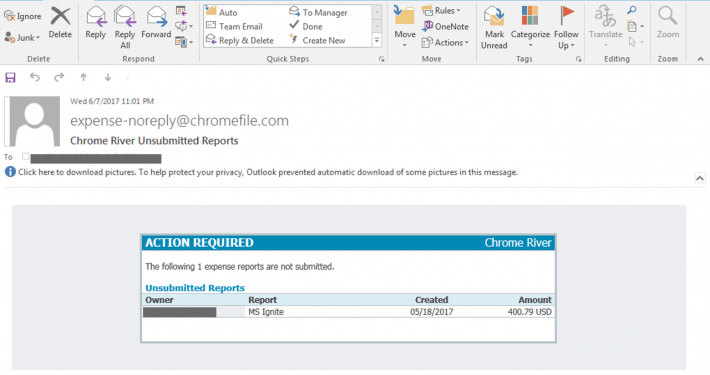 Ignore
Junk
Delete
Delete
Reply
Reply All
Forward
Respond
Auto
Team Email
Reply & Delete
To Manager
Done
Create New
Quick Steps
Move
Rules
OneNote
Actions
Move
Mark Unread
Categorize
Follow Up
Tags
Translate
Editing
Zoom
Zoom
Wed 6/7/2017 11:01 PM
expense-noreply@chromefile.com
Chrome River Unsubmitted Reports
To
Click here to download pictures. To help protect your privacy, Outlook prevented automatic download of some pictures in this message.
ACTION REQUIRED Chrome River
The following 1 expense reports are not submitted.
Unsubmitted Reports
Owner Report Created Amount
MS Ignite 05/18/2017 400.79 USD